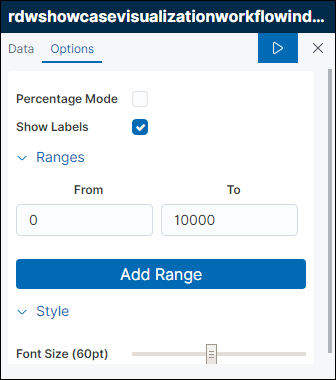 rdwshowcasevisualizationworkflowind...
Data Options
Percentage Mode
Show Labels
Ranges
From To
0 10000
Add Range
Style
Font Size (60pt)